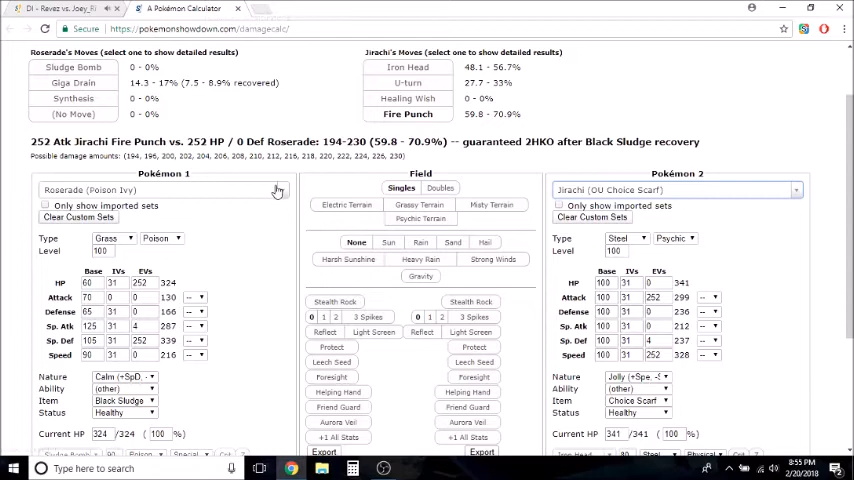 DI - Revez vs. Joey_Ri
A Pokémon Calculator
Secure https://pokemonshowdown.com/damagecalc/
Roserade's Moves (select one to show detailed results)
Jirachi's Moves (select one to show detailed results)
Sludge Bomb 0 - 0%
Iron Head 48.1 - 56.7%
Giga Drain 14.3 - 17% (7.5 - 8.9% recovered)
U-turn 27.7 - 33%
Synthesis 0 - 0%
Healing Wish 0 - 0%
(No Move) 0 - 0%
Fire Punch 59.8 - 70.9%
252 Atk Jirachi Fire Punch vs. 252 HP / 0 Def Roserade: 194-230 (59.8 - 70.9%) -- guaranteed 2HKO after Black Sludge recovery
Possible damage amounts: (194, 196, 200, 202, 204, 206, 208, 210, 212, 216, 218, 220, 222, 224, 226, 230)
Pokémon 1
Field
Pokémon 2
Roserade (Poison Ivy)
Singles Doubles
Jirachi (OU Choice Scarf)
Only show imported sets
Electric Terrain Grassy Terrain Misty Terrain
Only show imported sets
Clear Custom Sets
Psychic Terrain
Clear Custom Sets
Type Grass Poison
None Sun Rain Sand Hail
Type Steel Psychic
Level 100
Harsh Sunshine Heavy Rain Strong Winds
Level 100
Gravity
Base IVs EVs
Base IVs EVs
HP 60 31 252 324
HP 100 31 0 341
Attack 70 0 0 130 --
Stealth Rock Stealth Rock
Attack 100 31 252 299 --
Defense 65 31 0 166 --
0 1 2 3 Spikes 0 1 2 3 Spikes
Defense 100 31 0 236 --
Sp. Atk 125 31 4 287 --
Reflect Light Screen Reflect Light Screen
Sp. Atk 100 31 0 212 --
Sp. Def 105 31 252 339 --
Protect Protect
Sp. Def 100 31 4 237 --
Speed 90 31 0 216 --
Leech Seed Leech Seed
Speed 100 31 252 328 --
Nature Calm (+SpD, -
Foresight Foresight
Nature Jolly (+Spe, -S
Ability (other)
Helping Hand Helping Hand
Ability (other)
Item Black Sludge
Friend Guard Friend Guard
Item Choice Scarf
Status Healthy
Aurora Veil Aurora Veil
Status Healthy
Current HP 324 /324 ( 100 %)
+1 All Stats +1 All Stats
Current HP 341 /341 ( 100 %)
Export Export
Sludge Bomb 90 Poison Special Crit
Iron Head 80 Steel Physical Crit
Type here to search
8:55 PM
2/20/2018